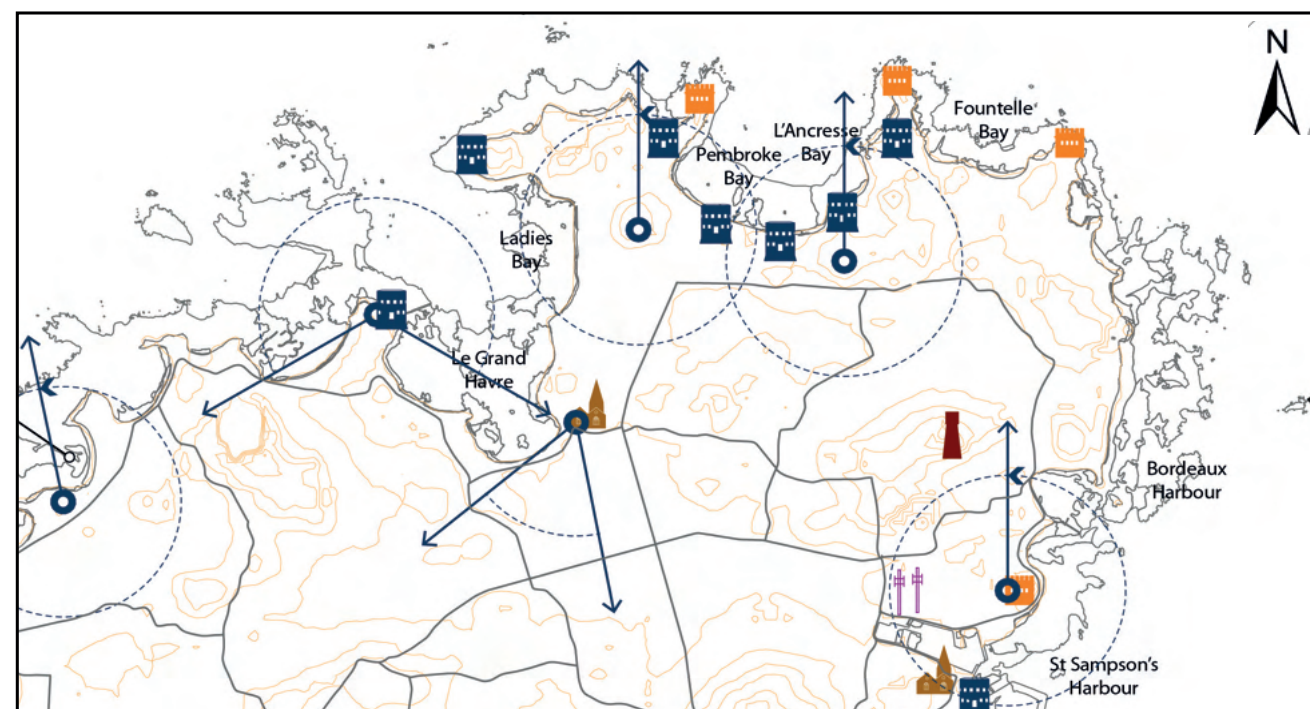 N
Fountelle
Bay
L'Ancresse
Bay
Pembroke
Bay
Ladies
Bay
Le Grand
Havre
Bordeaux
Harbour
St Sampson's
Harbour